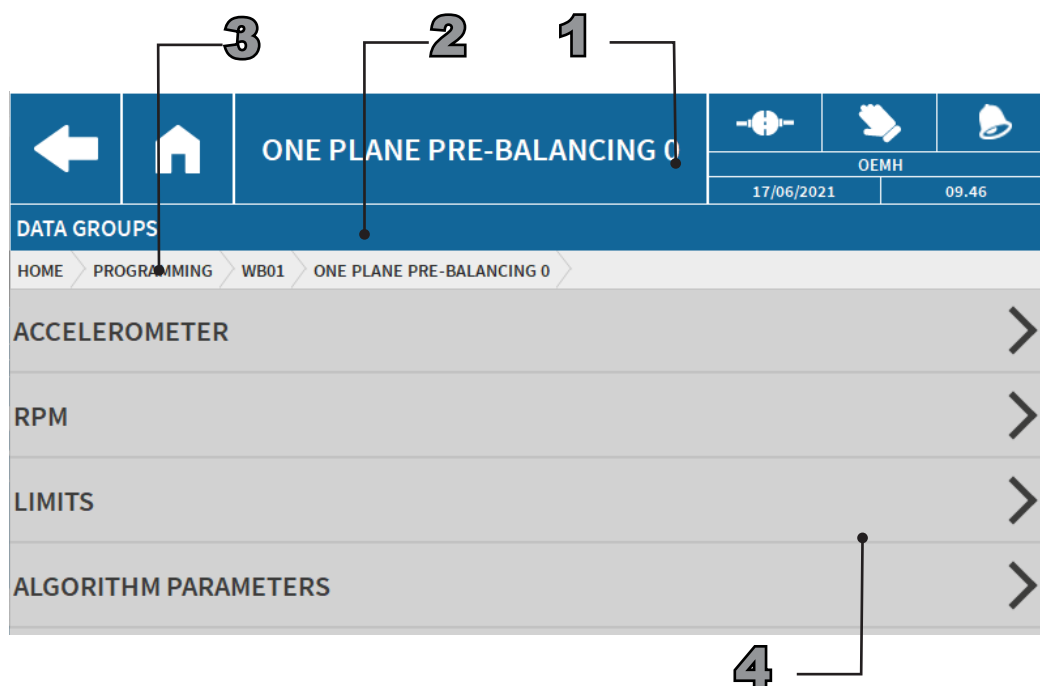 3 2 1
ONE PLANE PRE-BALANCING 0
OEMH
17/06/2021 09.46
DATA GROUPS
HOME PROGRAMMING WB01 ONE PLANE PRE-BALANCING 0
ACCELEROMETER
RPM
LIMITS
ALGORITHM PARAMETERS
4